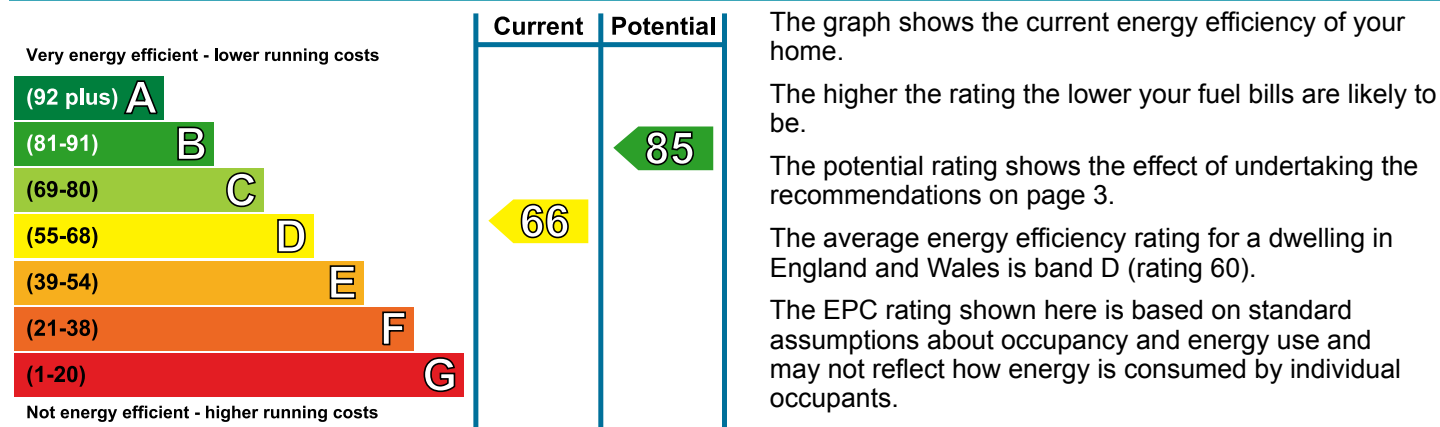 Current Potential
Very energy efficient - lower running costs
(92 plus) A
(81-91) B
(69-80) C
(55-68) D
(39-54) E
(21-38) F
(1-20) G
Not energy efficient - higher running costs
66
85
The graph shows the current energy efficiency of your
home.
The higher the rating the lower your fuel bills are likely to
be.
The potential rating shows the effect of undertaking the
recommendations on page 3.
The average energy efficiency rating for a dwelling in
England and Wales is band D (rating 60).
The EPC rating shown here is based on standard
assumptions about occupancy and energy use and
may not reflect how energy is consumed by individual
occupants.